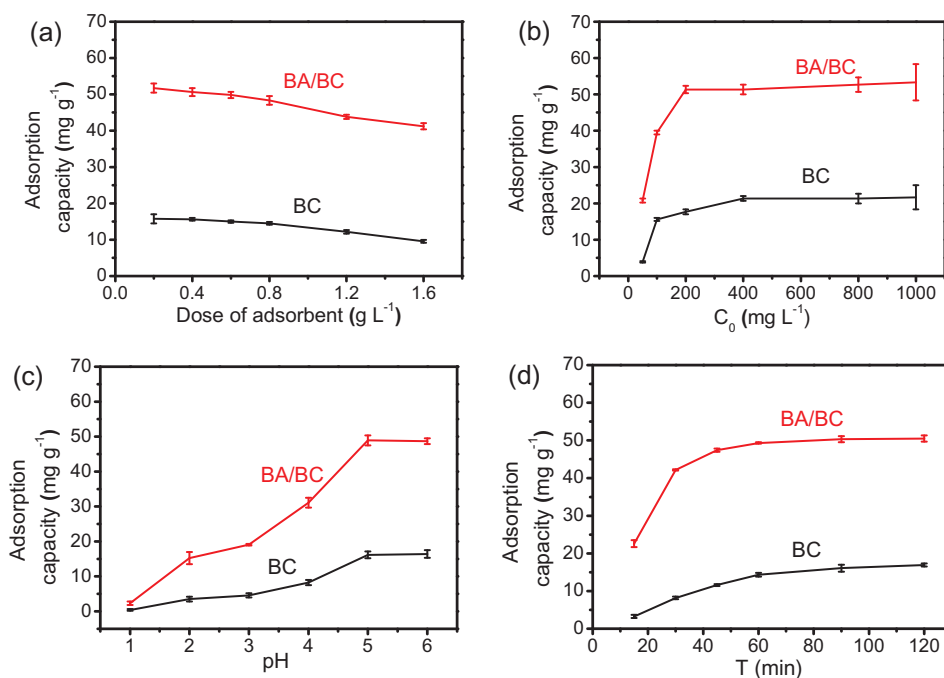 (a)
Adsorption
capacity (mg g⁻¹)
70
60
50
40
30
20
10
0
BA/BC
BC
0.0 0.4 0.8 1.2 1.6
Dose of adsorbent (g L⁻¹)
(b)
Adsorption
capacity (mg g⁻¹)
70
60
50
40
30
20
10
0
BA/BC
BC
0 200 400 600 800 1000
C₀ (mg L⁻¹)
(c)
Adsorption
capacity (mg g⁻¹)
70
60
50
40
30
20
10
0
BA/BC
BC
1 2 3 4 5 6
pH
(d)
Adsorption
capacity (mg g⁻¹)
70
60
50
40
30
20
10
0
BA/BC
BC
0 20 40 60 80 100 120
T (min)